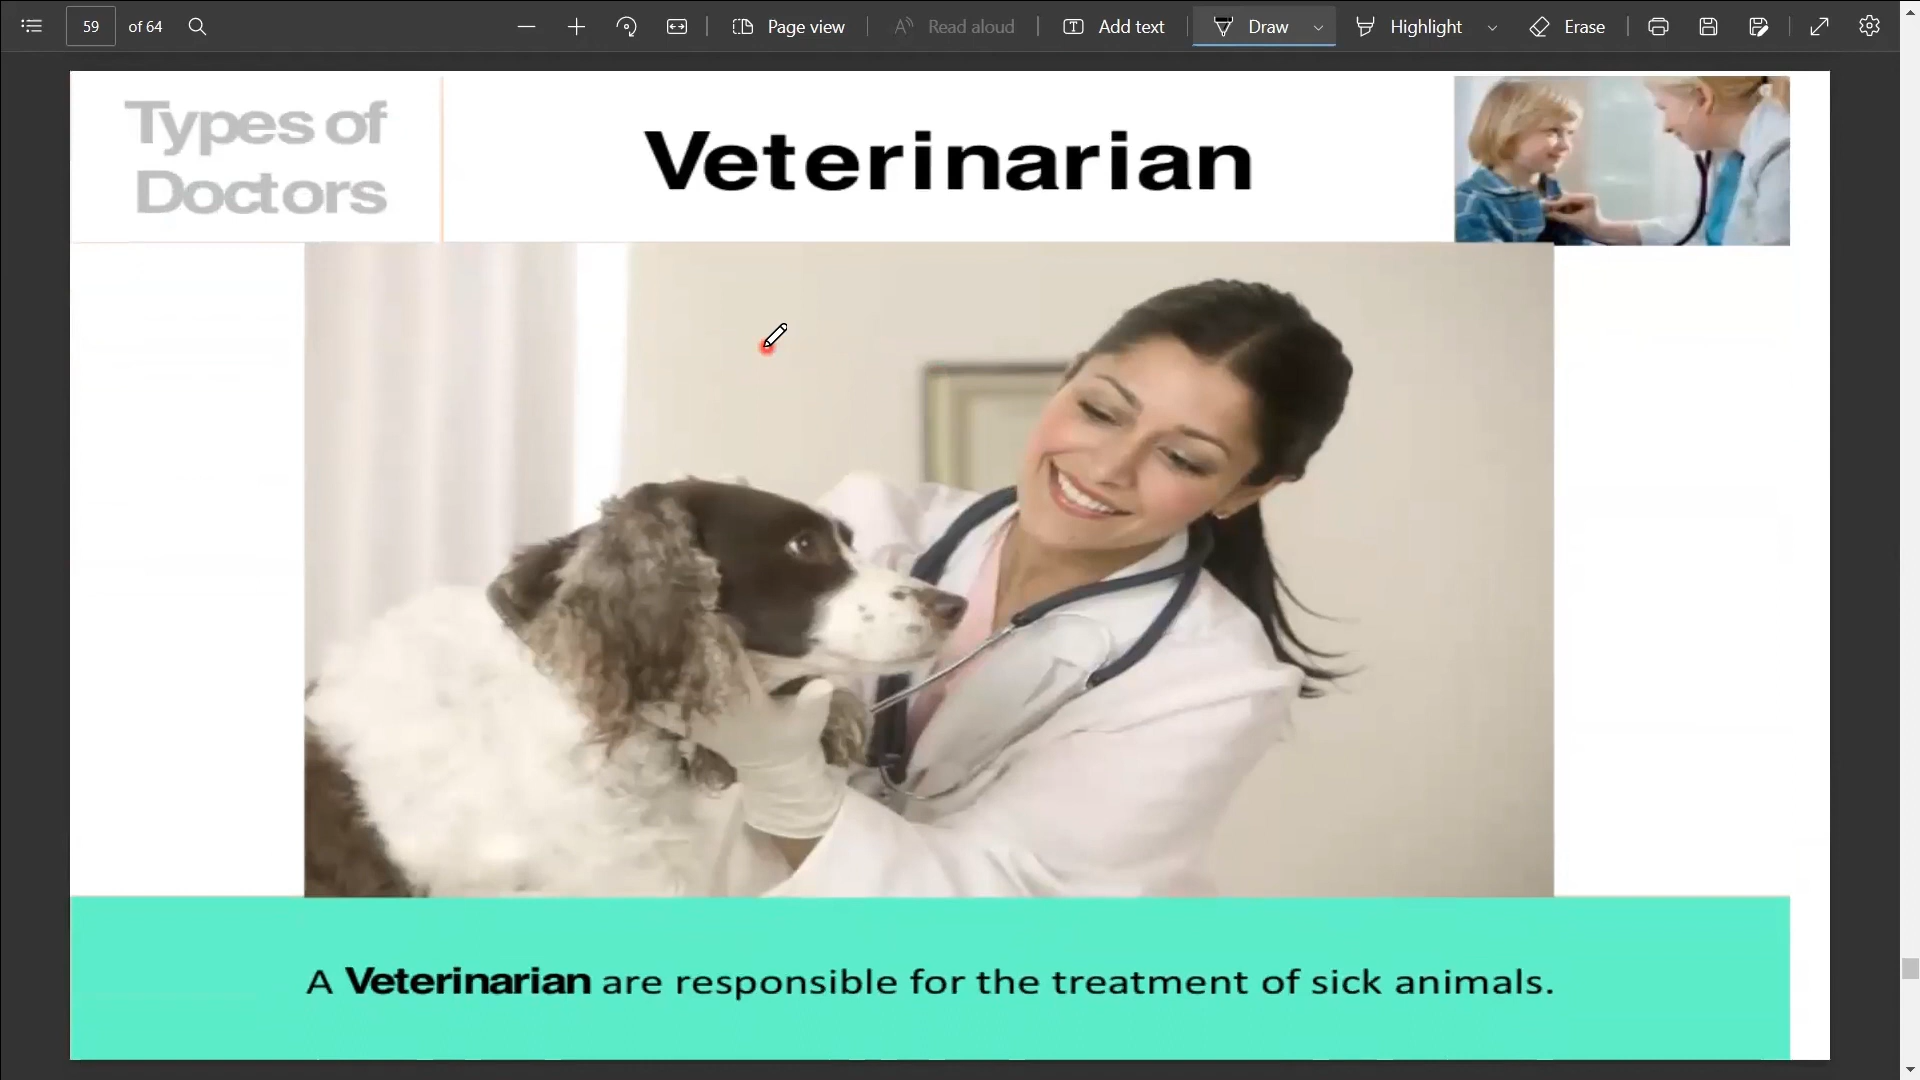 59 of 64 Page view Read aloud Add text Draw Highlight Erase
Types of
Doctors
Veterinarian
A Veterinarian are responsible for the treatment of sick animals.